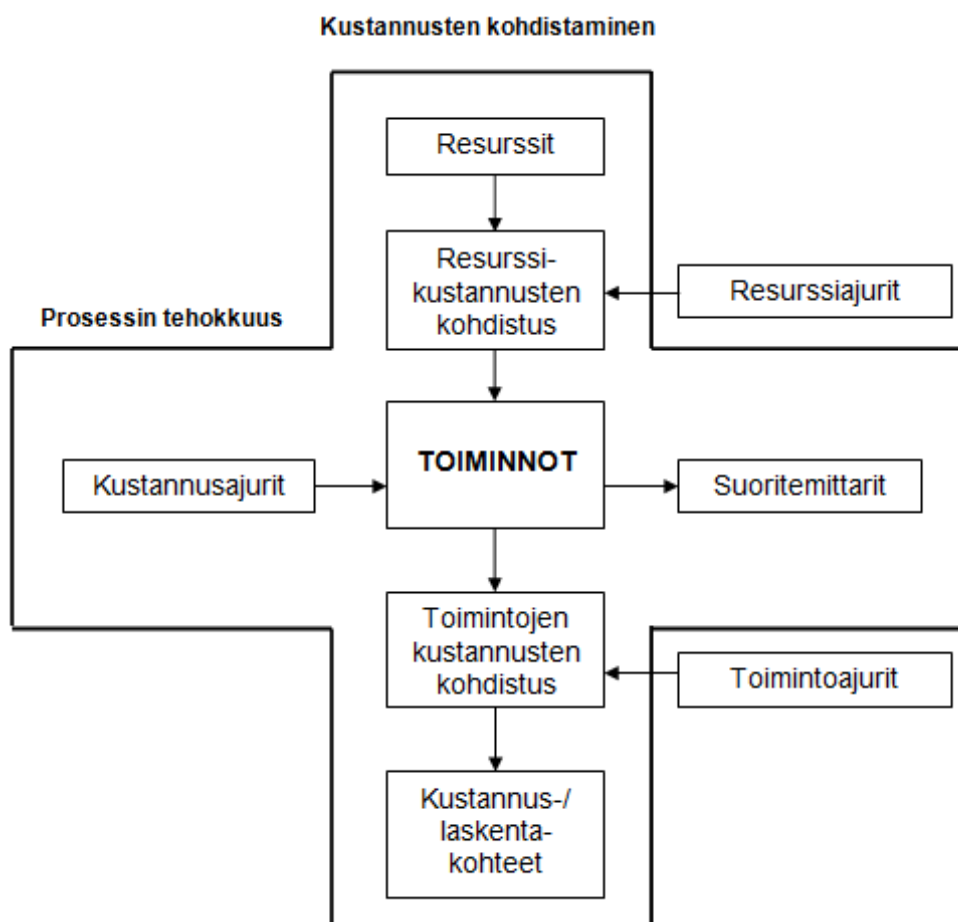 Kustannusten kohdistaminen
Resurssit
Resurssi-
kustannusten
kohdistus
Resurssiajurit
Prosessin tehokkuus
Kustannusajurit
TOIMINNOT
Suoritemittarit
Toimintojen
kustannusten
kohdistus
Toimintoajurit
Kustannus-/
laskenta-
kohteet